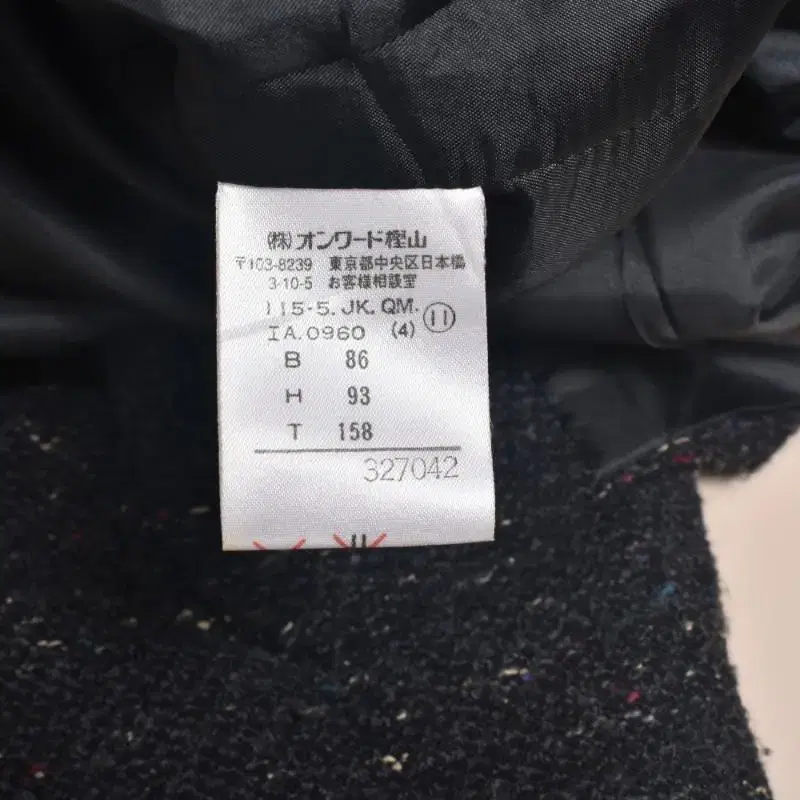 (株)オンワード樫山
〒103-8239 東京都中央区日本橋
3-10-5 お客様相談室
115-5.JK.QM. ⑪
IA.0960 (4)
B 86
H 93
T 158
327042